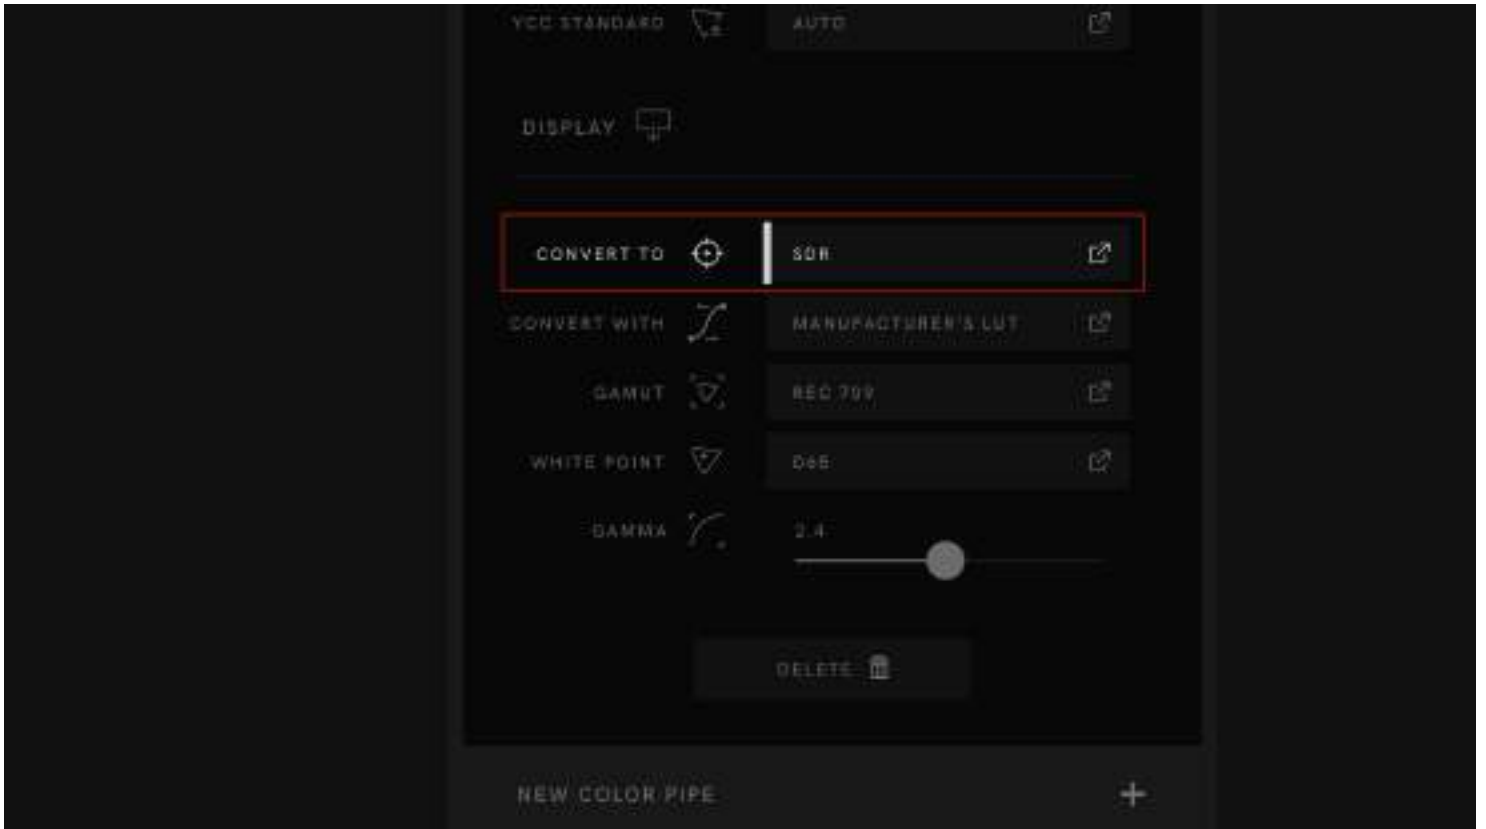 YCC STANDARD AUTO
DISPLAY
CONVERT TO SDR
CONVERT WITH MANUFACTURER'S LUT
GAMUT REC 709
WHITE POINT D65
GAMMA 2.4
DELETE
NEW COLOR PIPE +